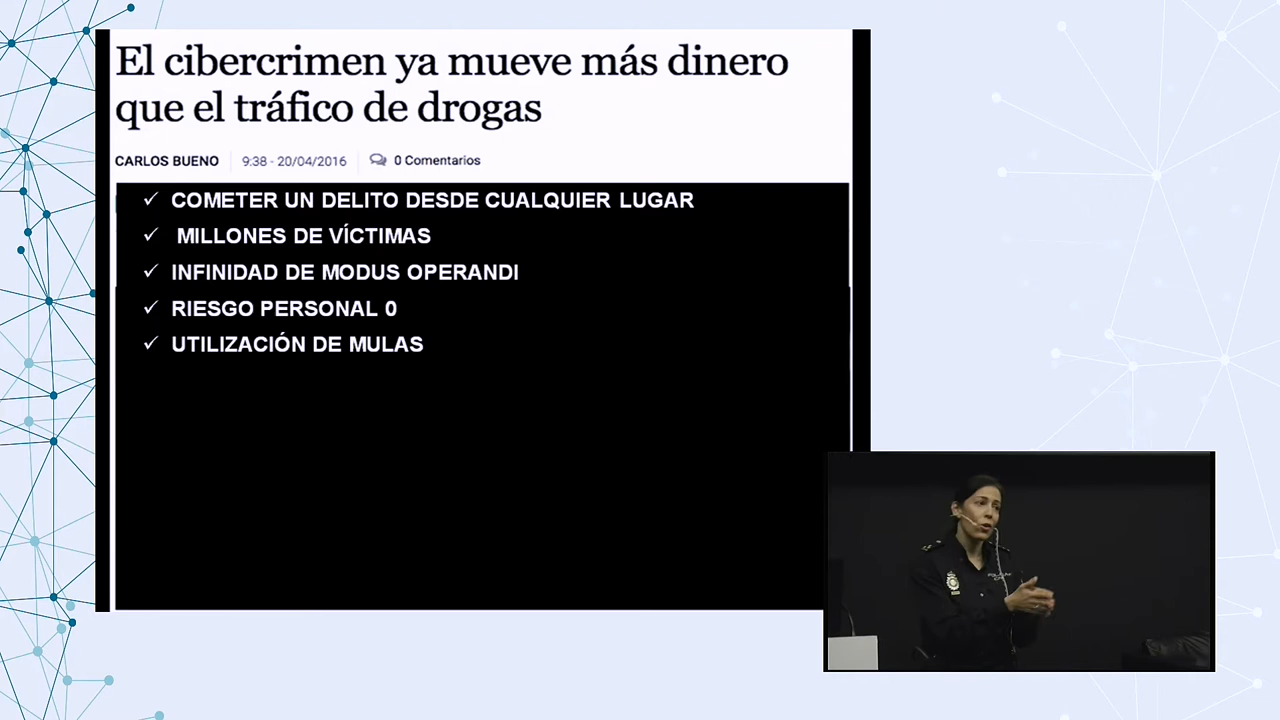 El cibercrimen ya mueve más dinero
que el tráfico de drogas
CARLOS BUENO 9:38 - 20/04/2016 0 Comentarios
✓ COMETER UN DELITO DESDE CUALQUIER LUGAR
✓ MILLONES DE VÍCTIMAS
✓ INFINIDAD DE MODUS OPERANDI
✓ RIESGO PERSONAL 0
✓ UTILIZACIÓN DE MULAS